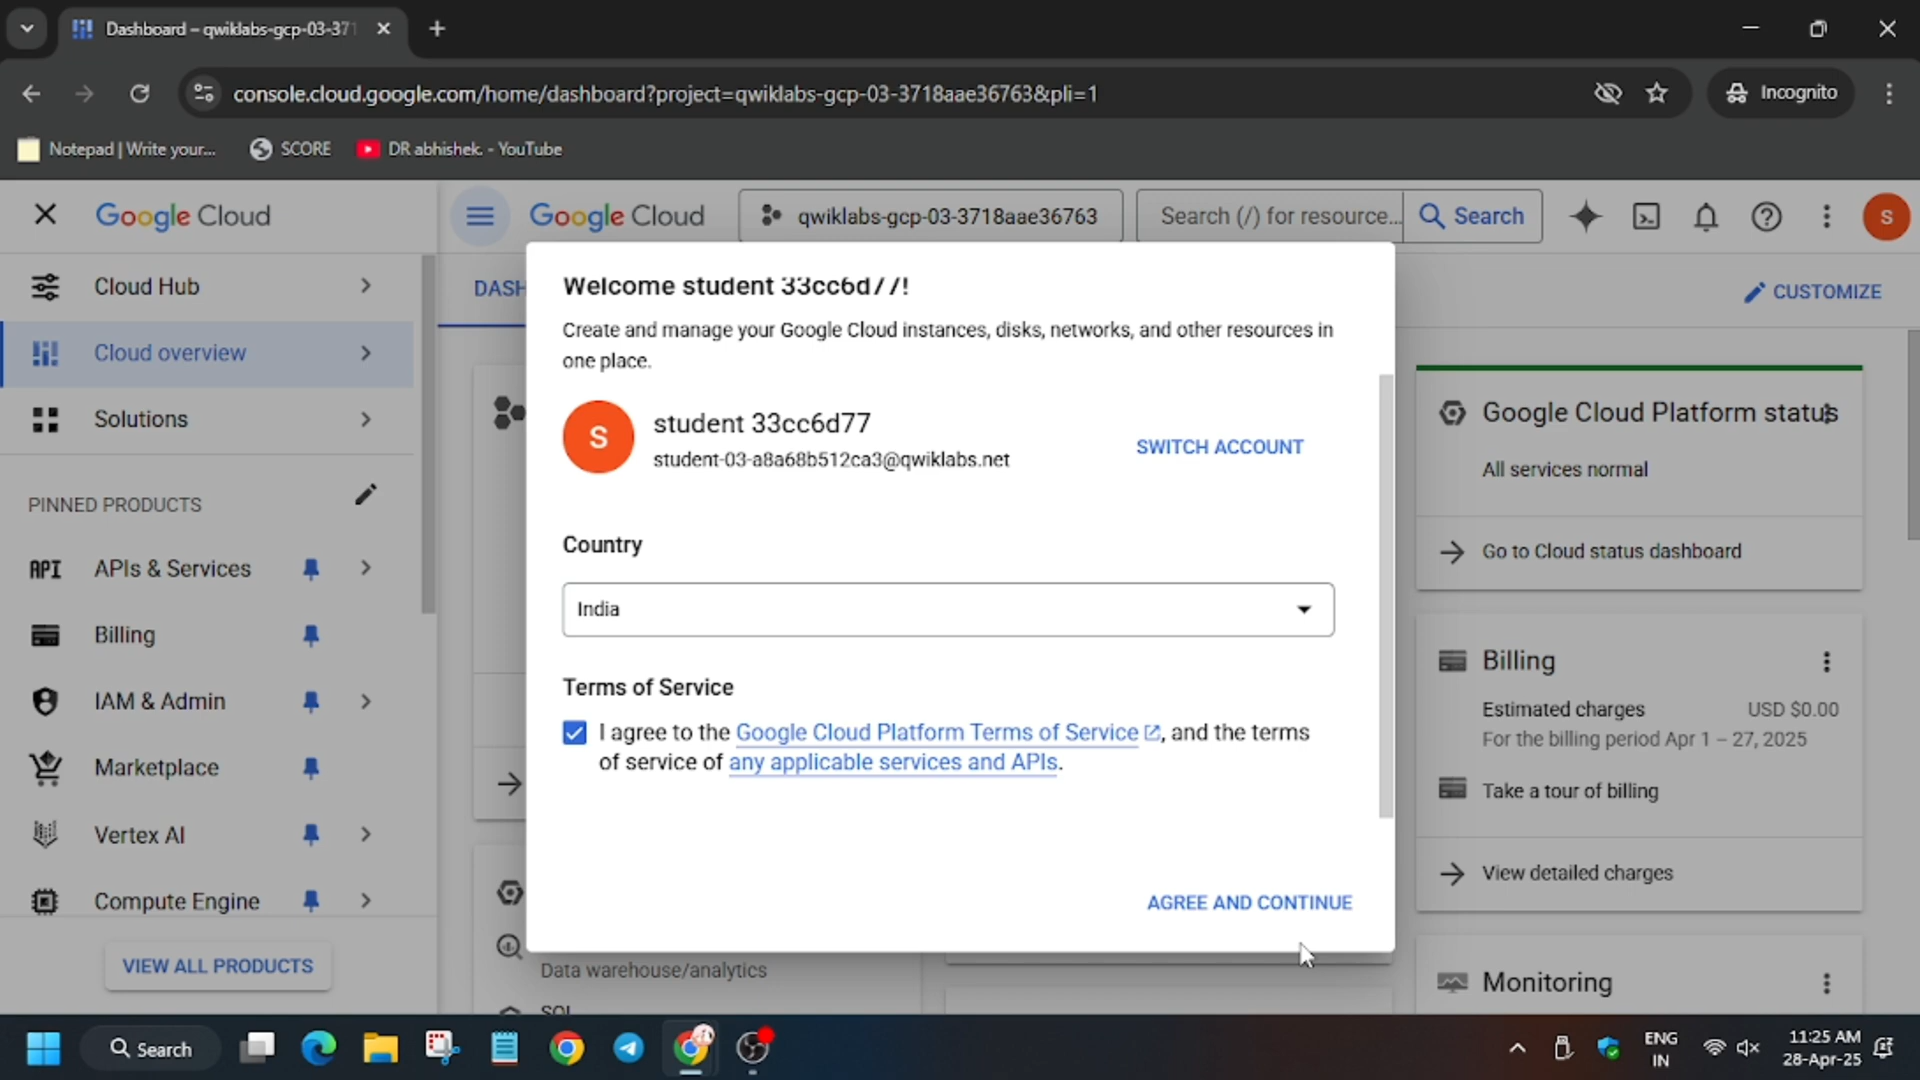 Dashboard – qwiklabs-gcp-03-371
console.cloud.google.com/home/dashboard?project=qwiklabs-gcp-03-3718aae36763&pli=1
Incognito
Notepad | Write your...
SCORE
DR abhishek. - YouTube
Google Cloud
Google Cloud
qwiklabs-gcp-03-3718aae36763
Search (/) for resource...
Search
S
Cloud Hub
Cloud overview
Solutions
PINNED PRODUCTS
API APIs & Services
Billing
IAM & Admin
Marketplace
Vertex AI
Compute Engine
VIEW ALL PRODUCTS
DASH
CUSTOMIZE
Welcome student 33cc6d77!
Create and manage your Google Cloud instances, disks, networks, and other resources in
one place.
S
student 33cc6d77
student-03-a8a68b512ca3@qwiklabs.net
SWITCH ACCOUNT
Country
India
Terms of Service
I agree to the Google Cloud Platform Terms of Service, and the terms
of service of any applicable services and APIs.
AGREE AND CONTINUE
Data warehouse/analytics
SQL
Google Cloud Platform status
All services normal
Go to Cloud status dashboard
Billing
Estimated charges USD $0.00
For the billing period Apr 1 – 27, 2025
Take a tour of billing
View detailed charges
Monitoring
Search
ENG
IN
11:25 AM
28-Apr-25